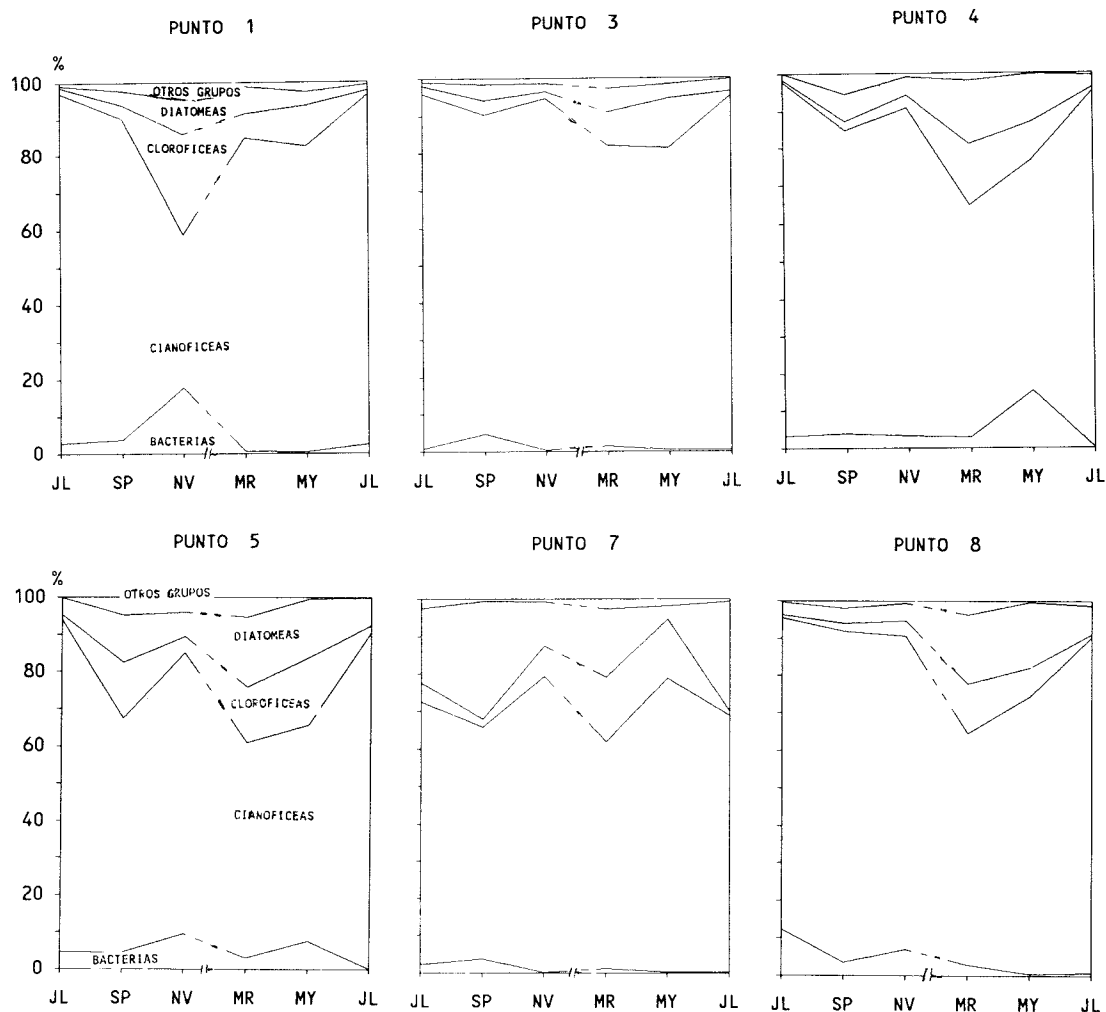 PUNTO 1
PUNTO 3
PUNTO 4
%
100
80
60
40
20
0
OTROS GRUPOS
DIATOMEAS
CLOROFICEAS
CIANOFICEAS
BACTERIAS
JL SP NV MR MY JL
JL SP NV MR MY JL
JL SP NV MR MY JL
PUNTO 5
PUNTO 7
PUNTO 8
%
100
80
60
40
20
0
OTROS GRUPOS
DIATOMEAS
CLOROFICEAS
CIANOFICEAS
BACTERIAS
JL SP NV MR MY JL
JL SP NV MR MY JL
JL SP NV MR MY JL